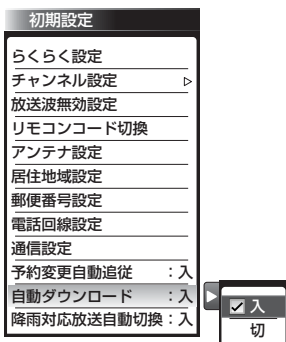 初期設定
らくらく設定
チャンネル設定
放送波無効設定
リモコンコード切換
アンテナ設定
居住地域設定
郵便番号設定
電話回線設定
通信設定
予約変更自動追従 ：入
自動ダウンロード ：入
降雨対応放送自動切換：入
入
切